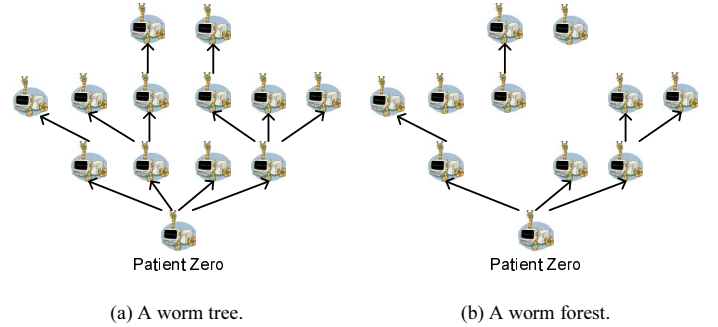 Patient Zero
Patient Zero
(a) A worm tree.
(b) A worm forest.